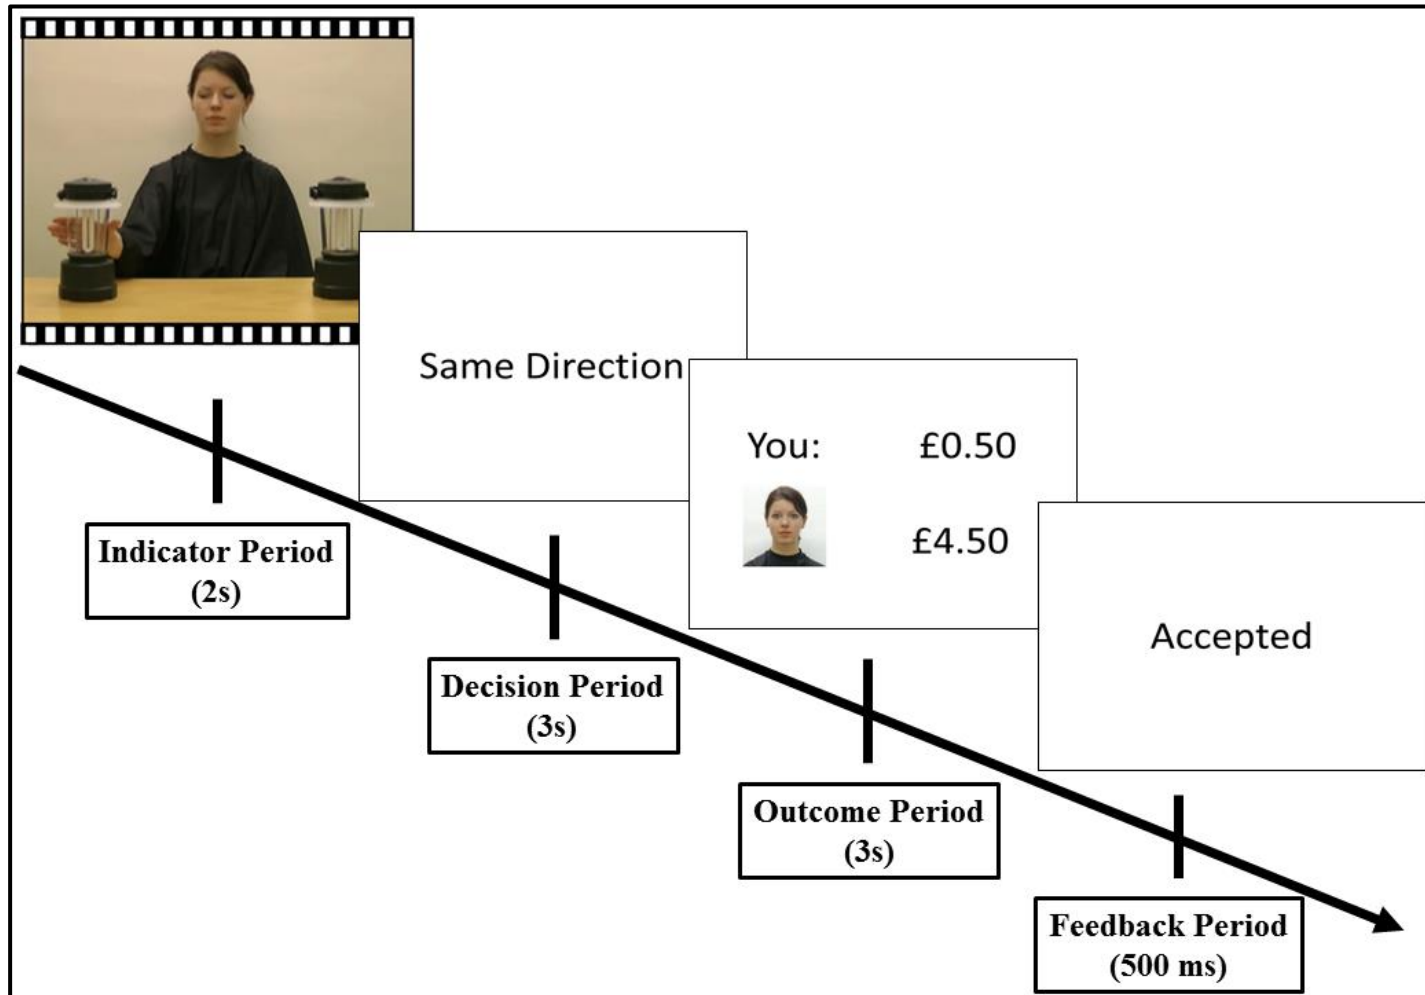 Same Direction
You: £0.50
£4.50
Accepted
Indicator Period
(2s)
Decision Period
(3s)
Outcome Period
(3s)
Feedback Period
(500 ms)